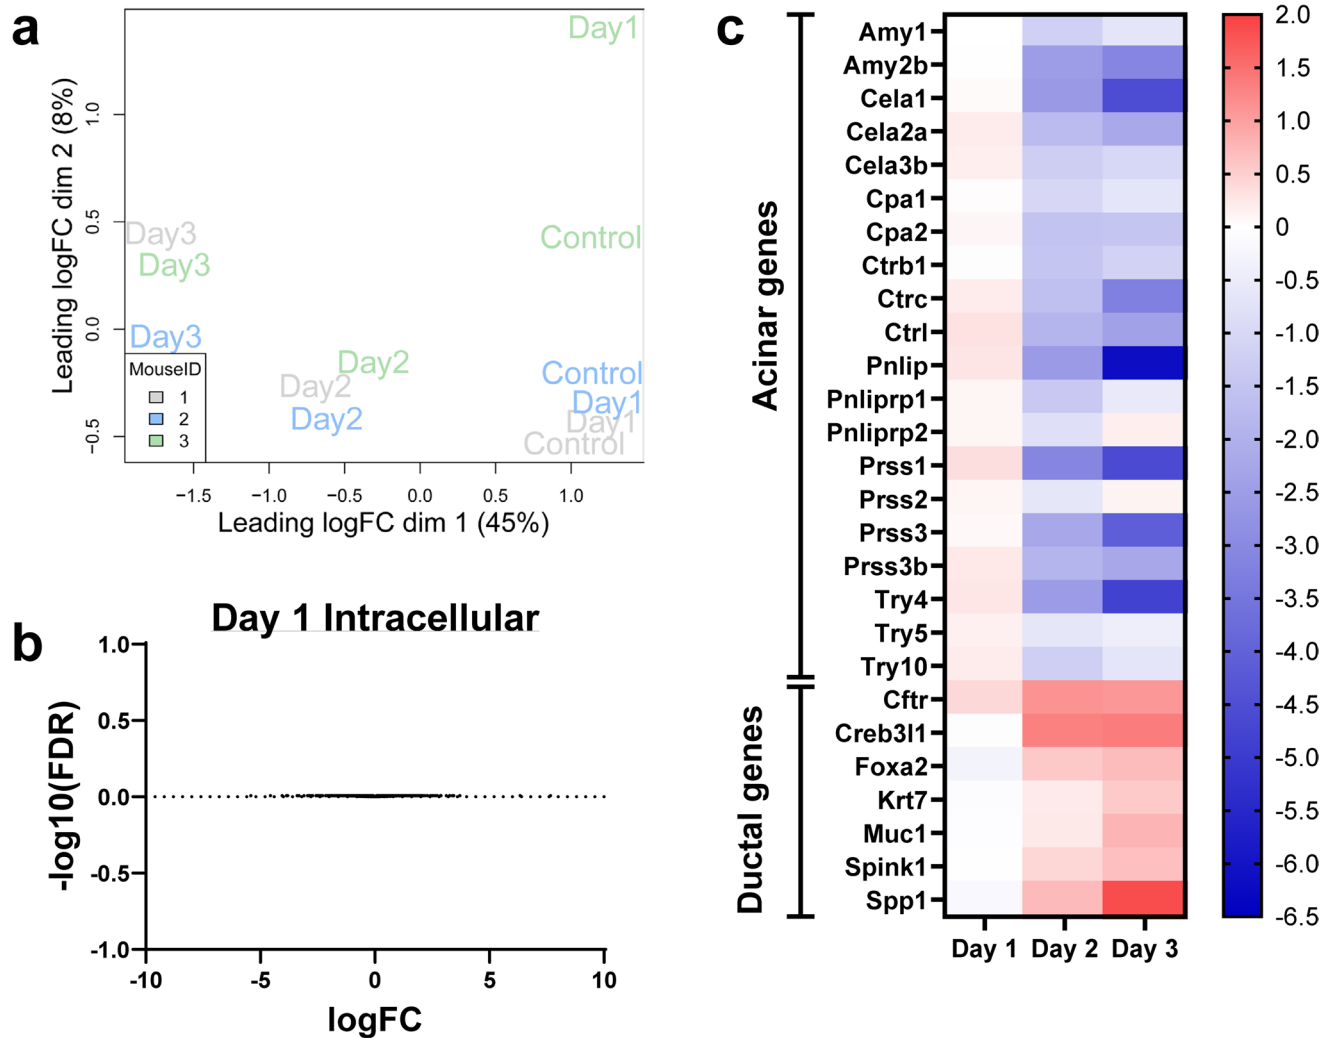 a
Day1
Control
Day3
Day3
Day3
Day2
Day2
Day2
Control
Day1
Day1
Control
MouseID
1
2
3
Leading logFC dim 2 (8%)
1.0
0.5
0.0
−0.5
−1.5
−1.0
−0.5
0.0
0.5
1.0
Leading logFC dim 1 (45%)
b
Day 1 Intracellular
-log10(FDR)
1.0
0.5
0.0
-0.5
-1.0
-10
-5
0
5
10
logFC
c
Acinar genes
Amy1
Amy2b
Cela1
Cela2a
Cela3b
Cpa1
Cpa2
Ctrb1
Ctrc
Ctrl
Pnlip
Pnliprp1
Pnliprp2
Prss1
Prss2
Prss3
Prss3b
Try4
Try5
Try10
Ductal genes
Cftr
Creb3l1
Foxa2
Krt7
Muc1
Spink1
Spp1
Day 1
Day 2
Day 3
2.0
1.5
1.0
0.5
0
-0.5
-1.0
-1.5
-2.0
-2.5
-3.0
-3.5
-4.0
-4.5
-5.0
-5.5
-6.0
-6.5